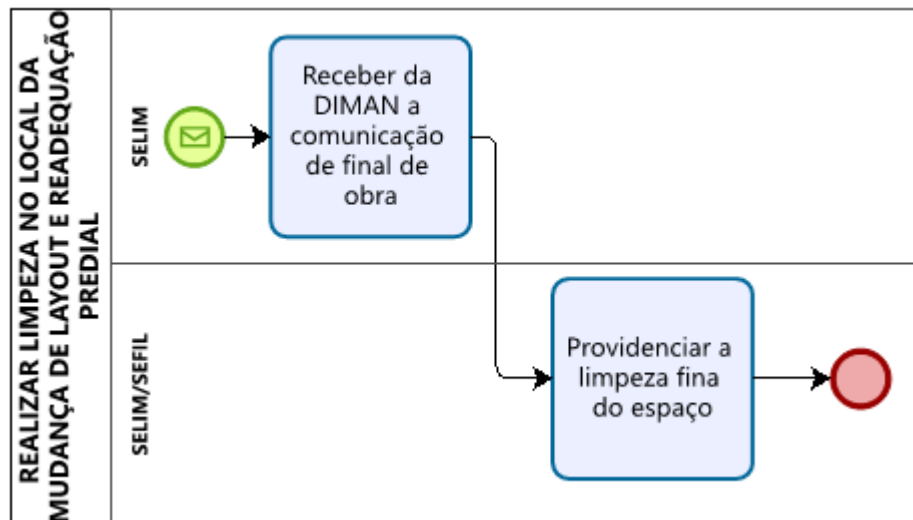 REALIZAR LIMPEZA NO LOCAL DA
MUDANÇA DE LAYOUT E READEQUAÇÃO
PREDIAL
SELIM
Receber da
DIMAN a
comunicação
de final de
obra
SELIM/SEFIL
Providenciar a
limpeza fina
do espaço